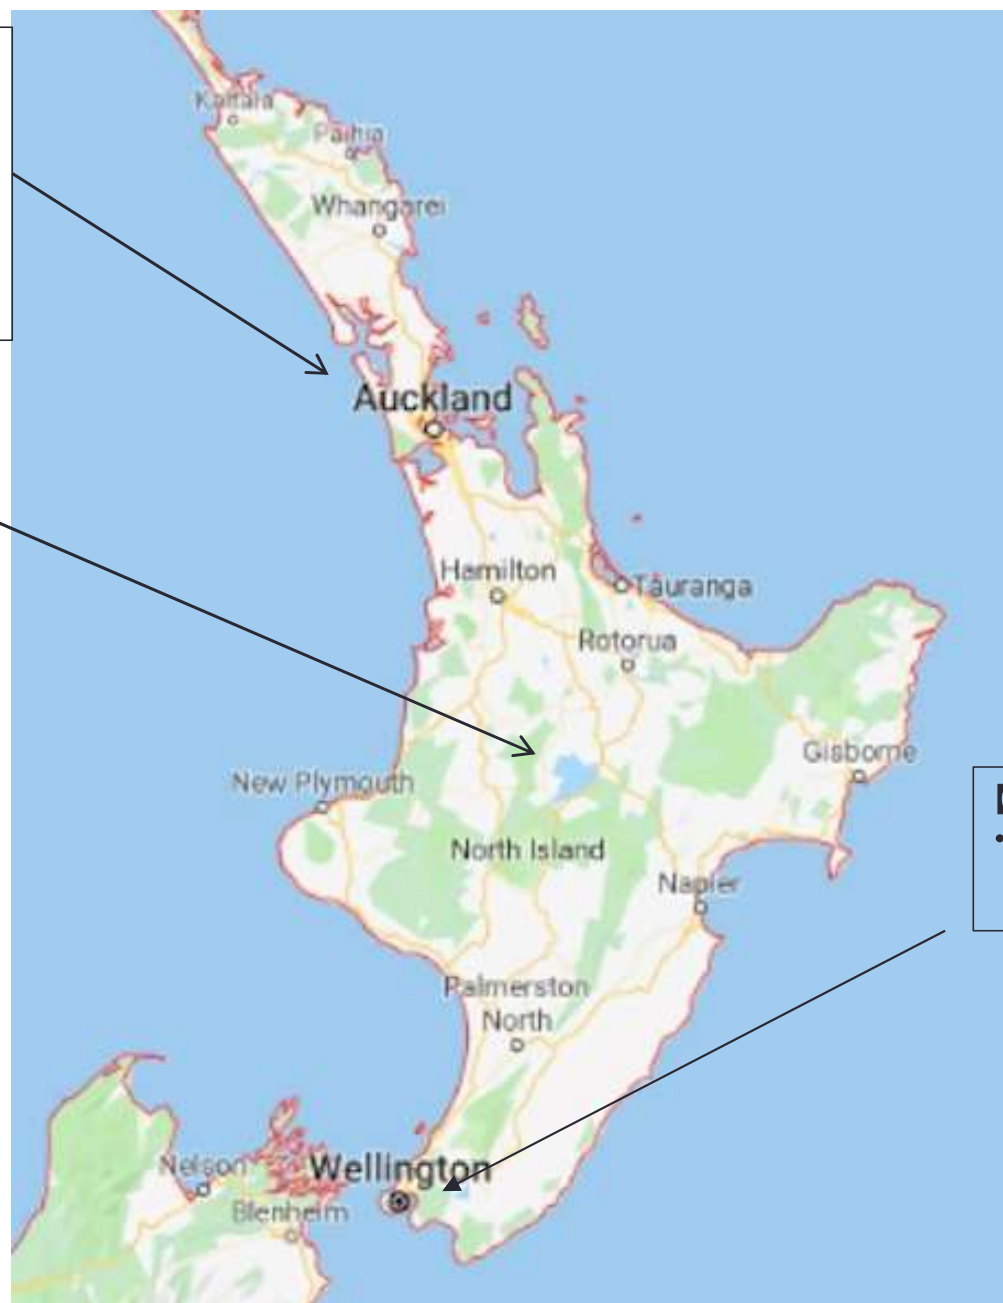 Kaitaia
Paihia
Whangarei
Auckland
Hamilton
Tauranga
Rotorua
Gisborne
New Plymouth
North Island
Napier
Palmerston
North
Nelson
Wellington
Blenheim